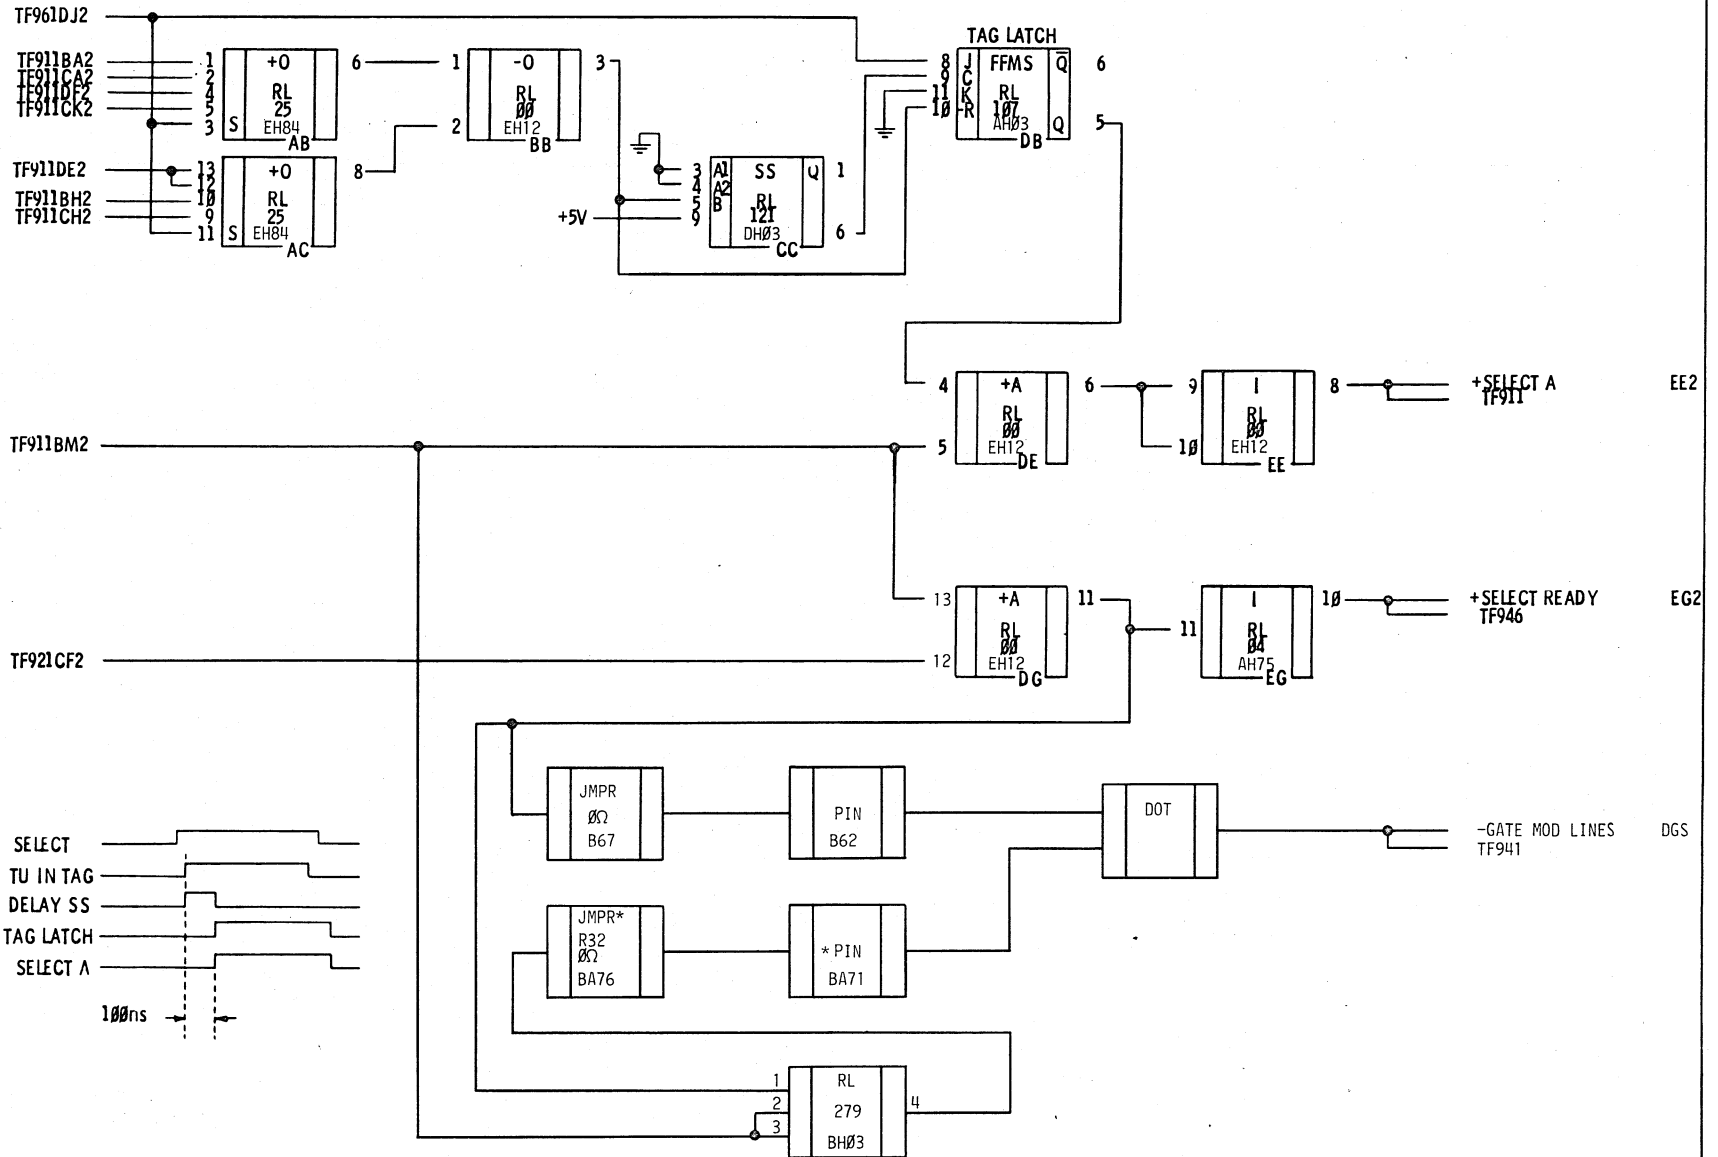 TF961DJ2
TAG LATCH
TF911BA2 1 +O 6 1 -O 3 8 J FFMS Q̅ 6
TF911CA2 2 9 C
TF911DF2 4 RL RL 11 K RL
TF911CK2 5 25 ØØ 10 -R 107
3 S EH84 2 EH12 AHØ3 Q 5
AB BB DB
TF911DE2 13 +O 8 3 A1 SS Q 1
12 4 A2
TF911BH2 1Ø RL 5 B RL
TF911CH2 9 25 +5V 9 121
11 S EH84 DHØ3 6
AC CC
4 +A 6 9 I 8 +SELECT A EE2
TF911
RL RL
ØØ ØØ
TF911BM2 5 EH12 1Ø EH12
DE EE
13 +A 11 I 1Ø +SELECT READY EG2
TF946
RL 11 RL
ØØ Ø4
TF921CF2 12 EH12 AH75
DG EG
JMPR
ØΩ PIN DOT
B67 B62
-GATE MOD LINES DGS
TF941
SELECT
TU IN TAG
DELAY SS
TAG LATCH
SELECT A
1ØØns
JMPR*
R32
ØΩ *PIN
BA76 BA71
1 RL
2 279 4
3 BHØ3